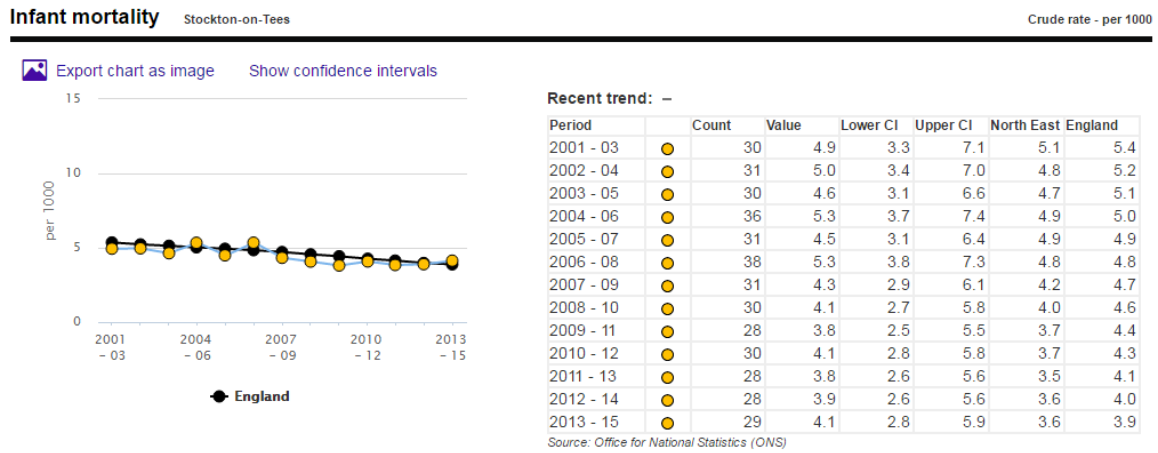 Infant mortality Stockton-on-Tees Crude rate - per 1000
Export chart as image Show confidence intervals
15
10
5
0
per 1000
2001 - 03
2004 - 06
2007 - 09
2010 - 12
2013 - 15
England
Recent trend: –
Period Count Value Lower CI Upper CI North East England
2001 - 03 30 4.9 3.3 7.1 5.1 5.4
2002 - 04 31 5.0 3.4 7.0 4.8 5.2
2003 - 05 30 4.6 3.1 6.6 4.7 5.1
2004 - 06 36 5.3 3.7 7.4 4.9 5.0
2005 - 07 31 4.5 3.1 6.4 4.9 4.9
2006 - 08 38 5.3 3.8 7.3 4.8 4.8
2007 - 09 31 4.3 2.9 6.1 4.2 4.7
2008 - 10 30 4.1 2.7 5.8 4.0 4.6
2009 - 11 28 3.8 2.5 5.5 3.7 4.4
2010 - 12 30 4.1 2.8 5.8 3.7 4.3
2011 - 13 28 3.8 2.6 5.6 3.5 4.1
2012 - 14 28 3.9 2.6 5.6 3.6 4.0
2013 - 15 29 4.1 2.8 5.9 3.6 3.9
Source: Office for National Statistics (ONS)